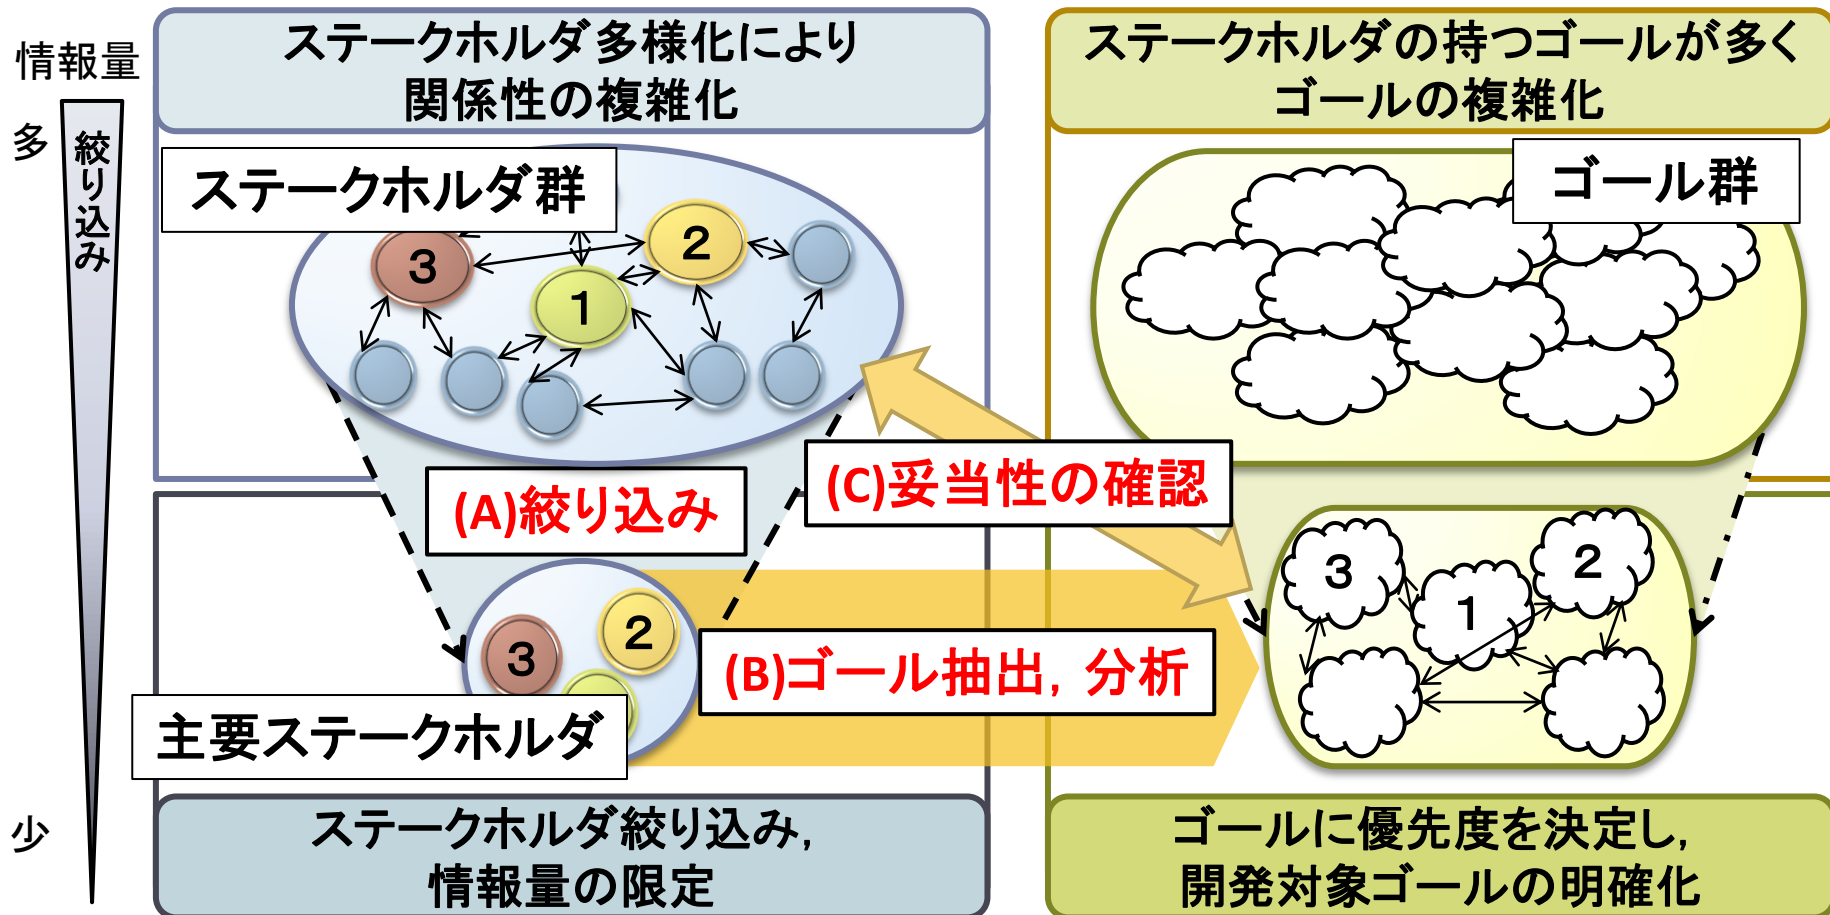 情報量
多
絞り込み
少
ステークホルダ多様化により
関係性の複雑化
ステークホルダ群
3
2
1
(A)絞り込み
3
2
主要ステークホルダ
ステークホルダ絞り込み,
情報量の限定
(B)ゴール抽出, 分析
(C)妥当性の確認
ステークホルダの持つゴールが多く
ゴールの複雑化
ゴール群
3
2
1
ゴールに優先度を決定し,
開発対象ゴールの明確化